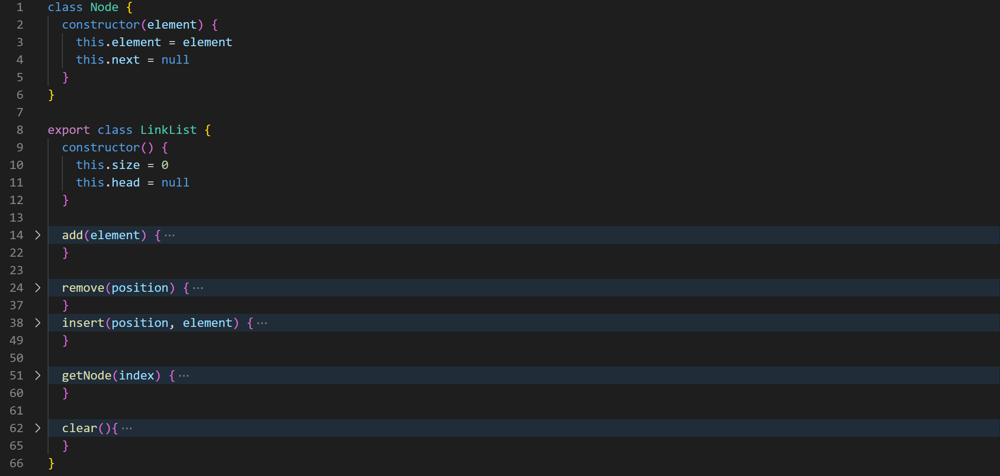 1 class Node {
2 constructor(element) {
3 this.element = element
4 this.next = null
5 }
6 }
7
8 export class LinkList {
9 constructor() {
10 this.size = 0
11 this.head = null
12 }
13
14 > add(element) { ···
22 }
23
24 > remove(position) { ···
37 }
38 > insert(position, element) { ···
49 }
50
51 > getNode(index) { ···
60 }
61
62 > clear(){ ···
65 }
66 }